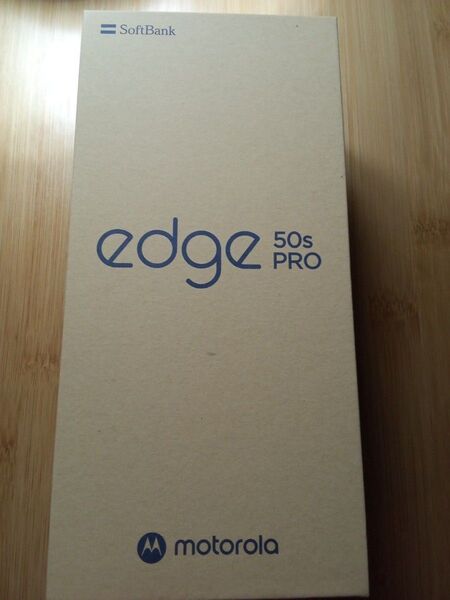 SoftBank
edge 50s
PRO
motorola